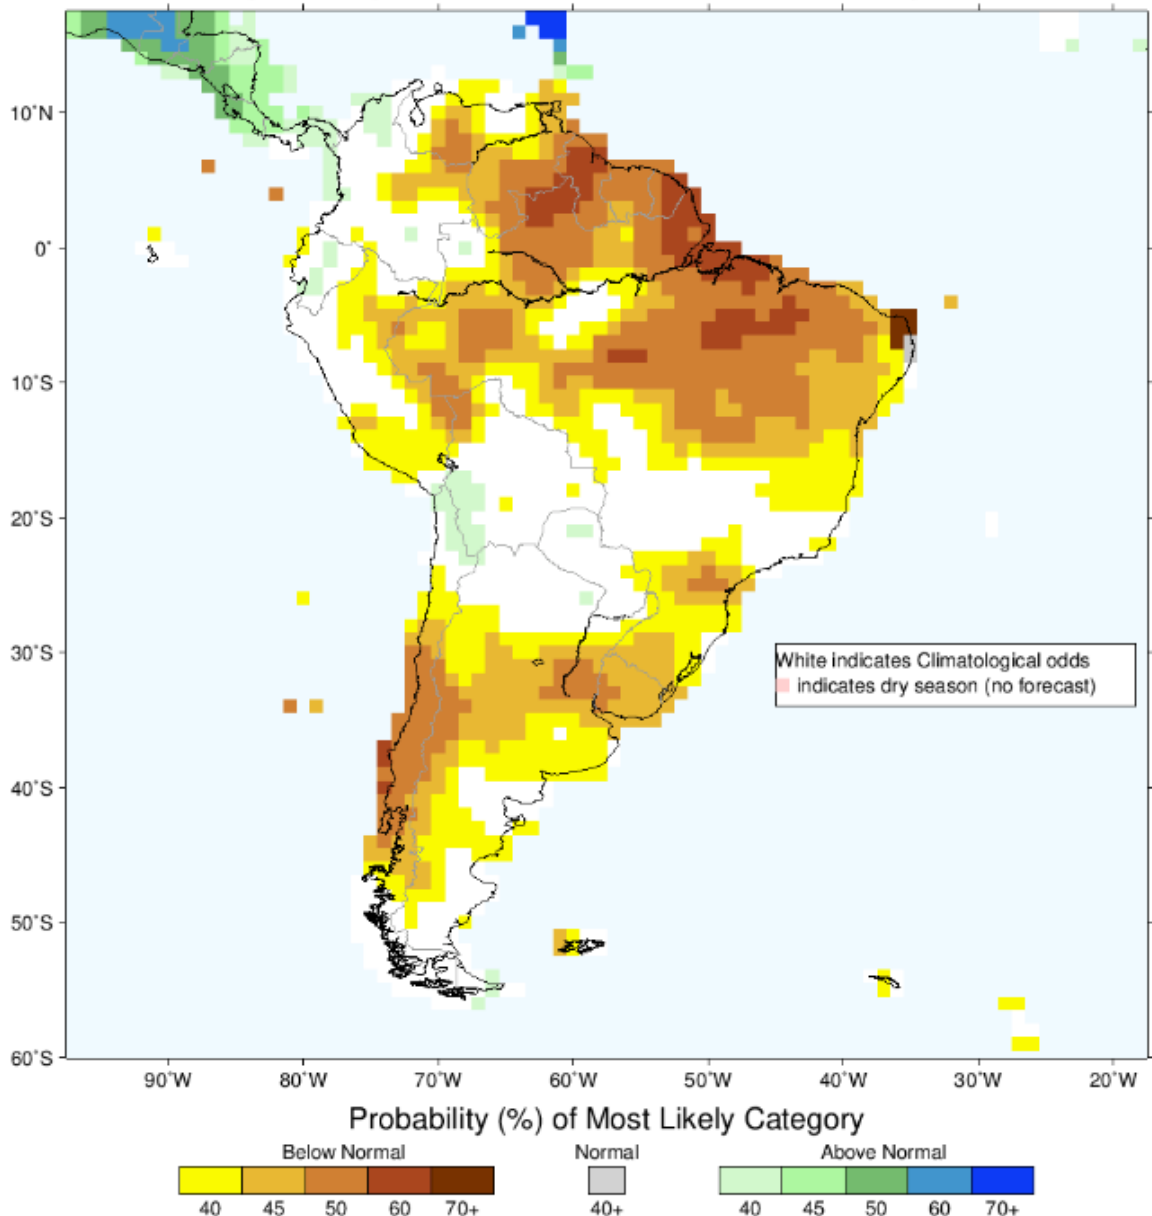 10˚N
0˚
10˚S
20˚S
30˚S
White indicates Climatological odds
indicates dry season (no forecast)
40˚S
50˚S
60˚S
90˚W 80˚W 70˚W 60˚W 50˚W 40˚W 30˚W 20˚W
Probability (%) of Most Likely Category
Below Normal Normal Above Normal
40 45 50 60 70+ 40+ 40 45 50 60 70+